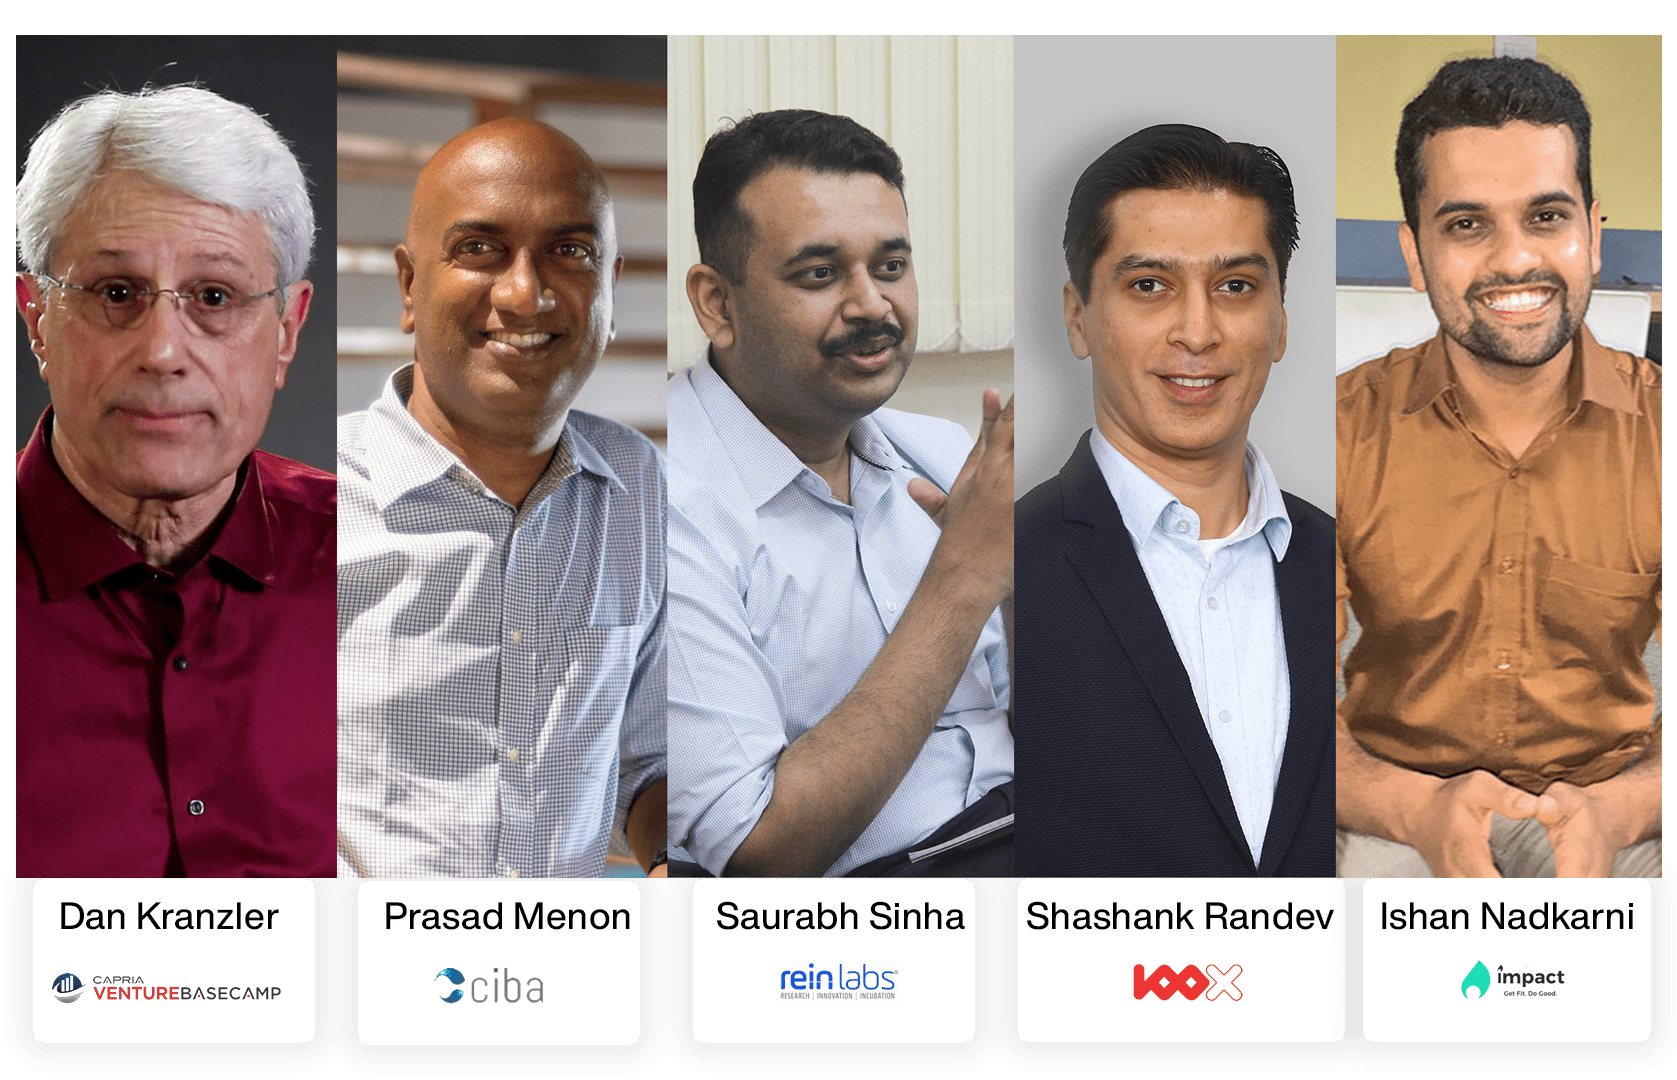 Dan Kranzler
CAPRIA
VENTUREBASECAMP
Prasad Menon
ciba
Saurabh Sinha
rein labs®
RESEARCH | INNOVATION | INCUBATION
Shashank Randev
100X
Ishan Nadkarni
impact
Get Fit. Do Good.